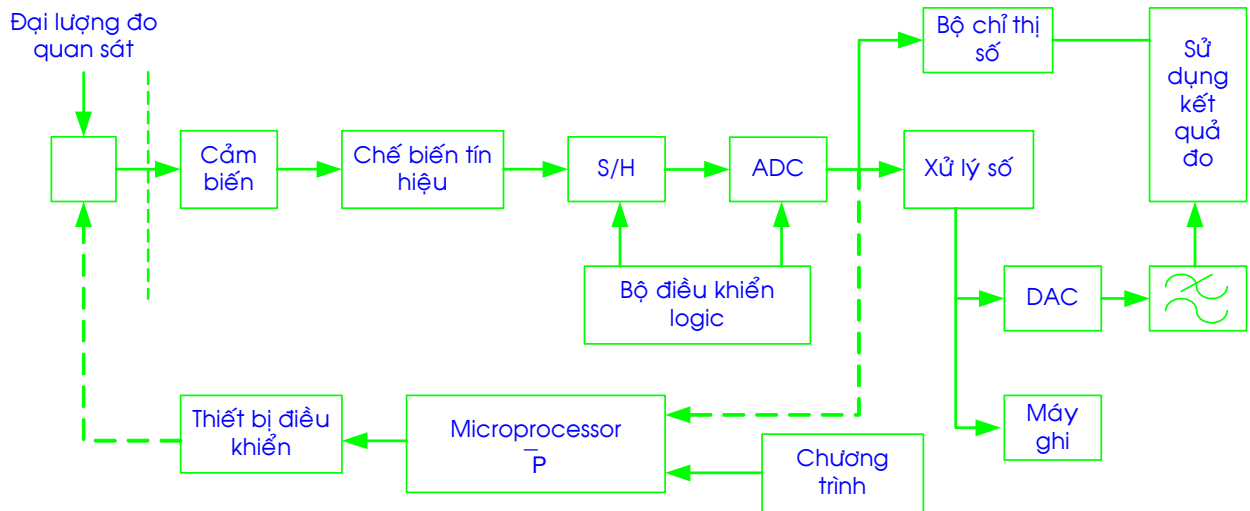 Đại lượng đo
quan sát
Bộ chỉ thị
số
Sử
dụng
kết
quả
đo
Cảm
biến
Chế biến tín
hiệu
S/H
ADC
Xử lý số
Bộ điều khiển
logic
DAC
Thiết bị điều
khiển
Microprocessor
P
Chương
trình
Máy
ghi